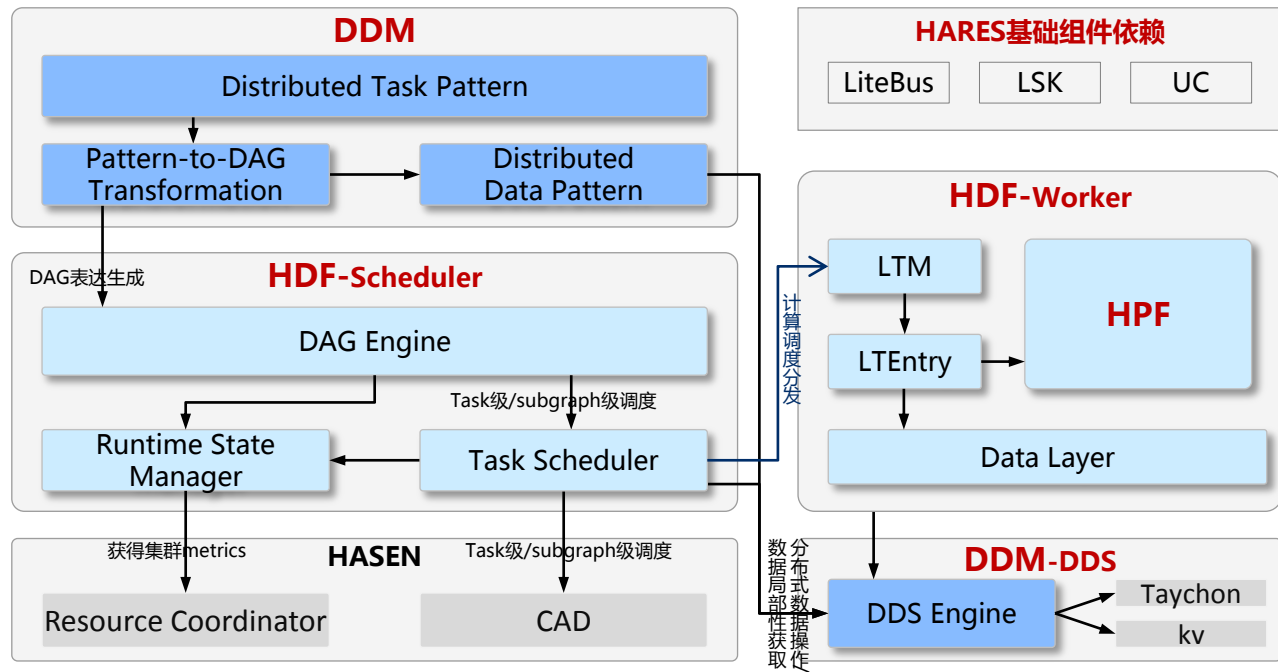 DDM
Distributed Task Pattern
Pattern-to-DAG
Transformation
Distributed
Data Pattern
DAG表达生成
HDF-Scheduler
DAG Engine
Task级/subgraph级调度
Runtime State
Manager
Task Scheduler
获得集群metrics
HASEN
Task级/subgraph级调度
Resource Coordinator
CAD
HARES基础组件依赖
LiteBus
LSK
UC
HDF-Worker
LTM
HPF
LTEntry
Data Layer
计算调度分发
数据局部性获取
分布式数据操作
DDM-DDS
DDS Engine
Taychon
kv